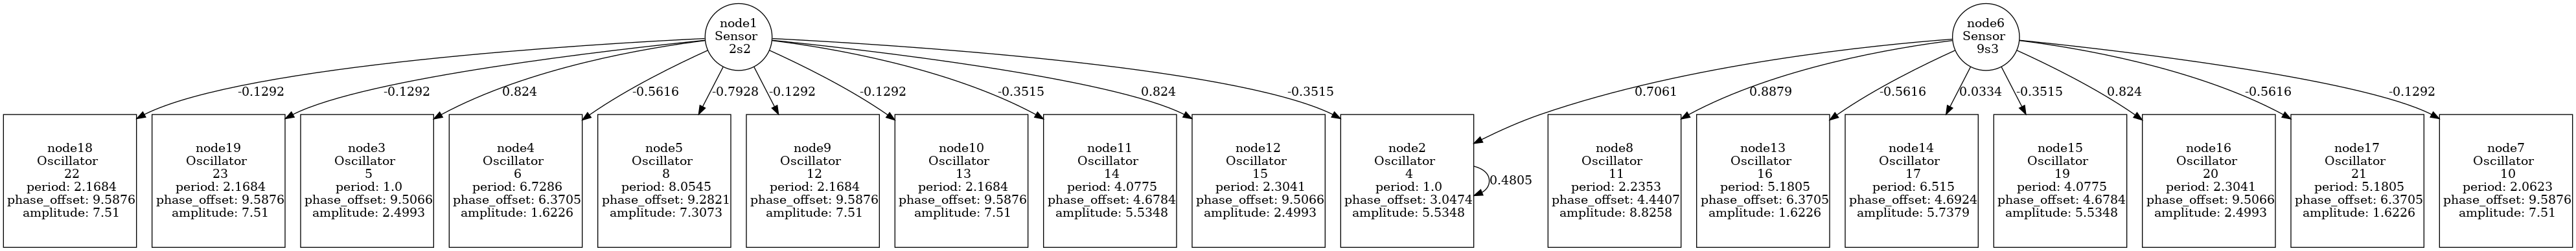 node1
Sensor
2s2
node6
Sensor
9s3
-0.1292
-0.1292
0.824
-0.5616
-0.7928
-0.1292
-0.1292
-0.3515
0.824
-0.3515
0.7061
0.8879
-0.5616
0.0334
-0.3515
0.824
-0.5616
-0.1292
node18
Oscillator
22
period: 2.1684
phase_offset: 9.5876
amplitude: 7.51
node19
Oscillator
23
period: 2.1684
phase_offset: 9.5876
amplitude: 7.51
node3
Oscillator
5
period: 1.0
phase_offset: 9.5066
amplitude: 2.4993
node4
Oscillator
6
period: 6.7286
phase_offset: 6.3705
amplitude: 1.6226
node5
Oscillator
8
period: 8.0545
phase_offset: 9.2821
amplitude: 7.3073
node9
Oscillator
12
period: 2.1684
phase_offset: 9.5876
amplitude: 7.51
node10
Oscillator
13
period: 2.1684
phase_offset: 9.5876
amplitude: 7.51
node11
Oscillator
14
period: 4.0775
phase_offset: 4.6784
amplitude: 5.5348
node12
Oscillator
15
period: 2.3041
phase_offset: 9.5066
amplitude: 2.4993
node2
Oscillator
4
period: 1.0
phase_offset: 3.0474
amplitude: 5.5348
0.4805
node8
Oscillator
11
period: 2.2353
phase_offset: 4.4407
amplitude: 8.8258
node13
Oscillator
16
period: 5.1805
phase_offset: 6.3705
amplitude: 1.6226
node14
Oscillator
17
period: 6.515
phase_offset: 4.6924
amplitude: 5.7379
node15
Oscillator
19
period: 4.0775
phase_offset: 4.6784
amplitude: 5.5348
node16
Oscillator
20
period: 2.3041
phase_offset: 9.5066
amplitude: 2.4993
node17
Oscillator
21
period: 5.1805
phase_offset: 6.3705
amplitude: 1.6226
node7
Oscillator
10
period: 2.0623
phase_offset: 9.5876
amplitude: 7.51